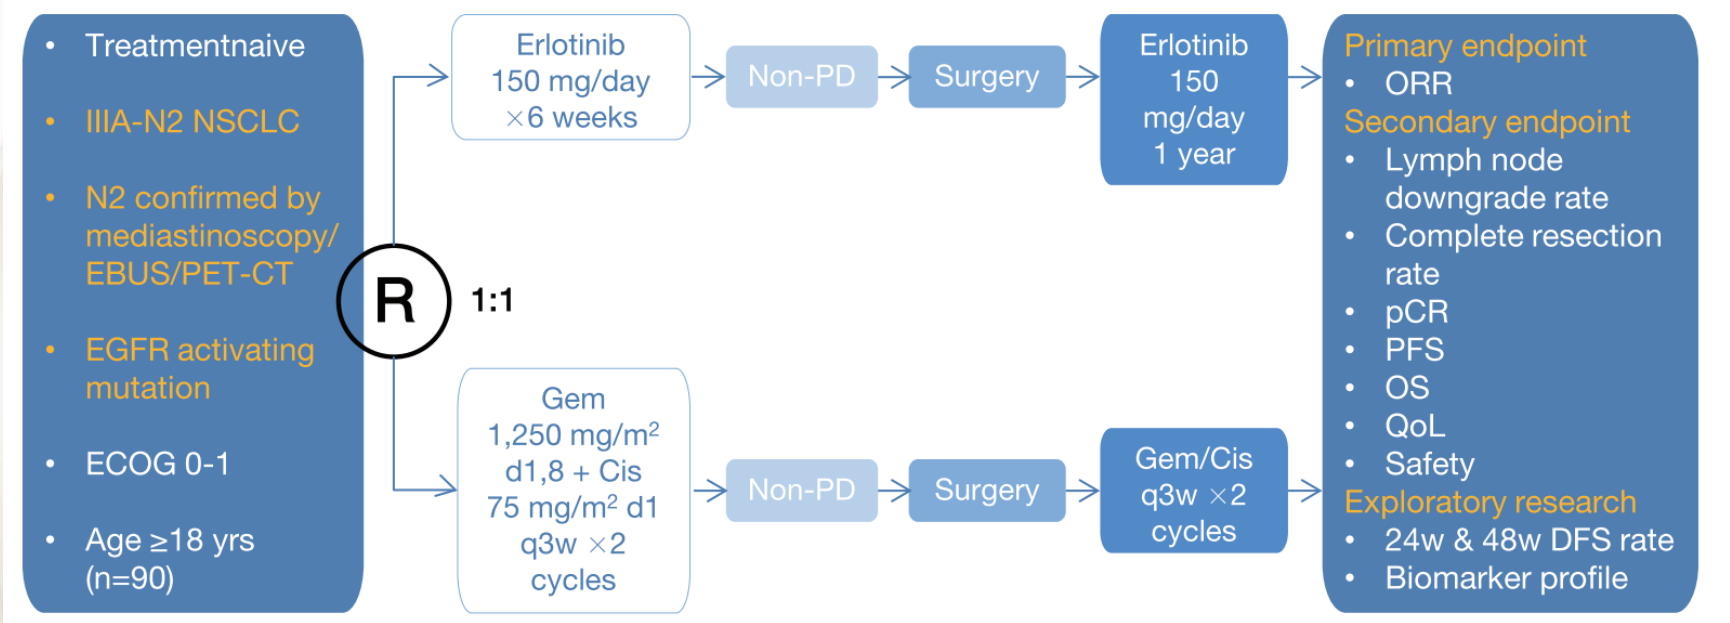 • Treatmentnaive
• IIIA-N2 NSCLC
• N2 confirmed by
mediastinoscopy/
EBUS/PET-CT
• EGFR activating
mutation
• ECOG 0-1
• Age ≥18 yrs
(n=90)
R
1:1
Erlotinib
150 mg/day
×6 weeks
Non-PD
Surgery
Erlotinib
150
mg/day
1 year
Gem
1,250 mg/m²
d1,8 + Cis
75 mg/m² d1
q3w ×2
cycles
Non-PD
Surgery
Gem/Cis
q3w ×2
cycles
Primary endpoint
• ORR
Secondary endpoint
• Lymph node
downgrade rate
• Complete resection
rate
• pCR
• PFS
• OS
• QoL
• Safety
Exploratory research
• 24w & 48w DFS rate
• Biomarker profile